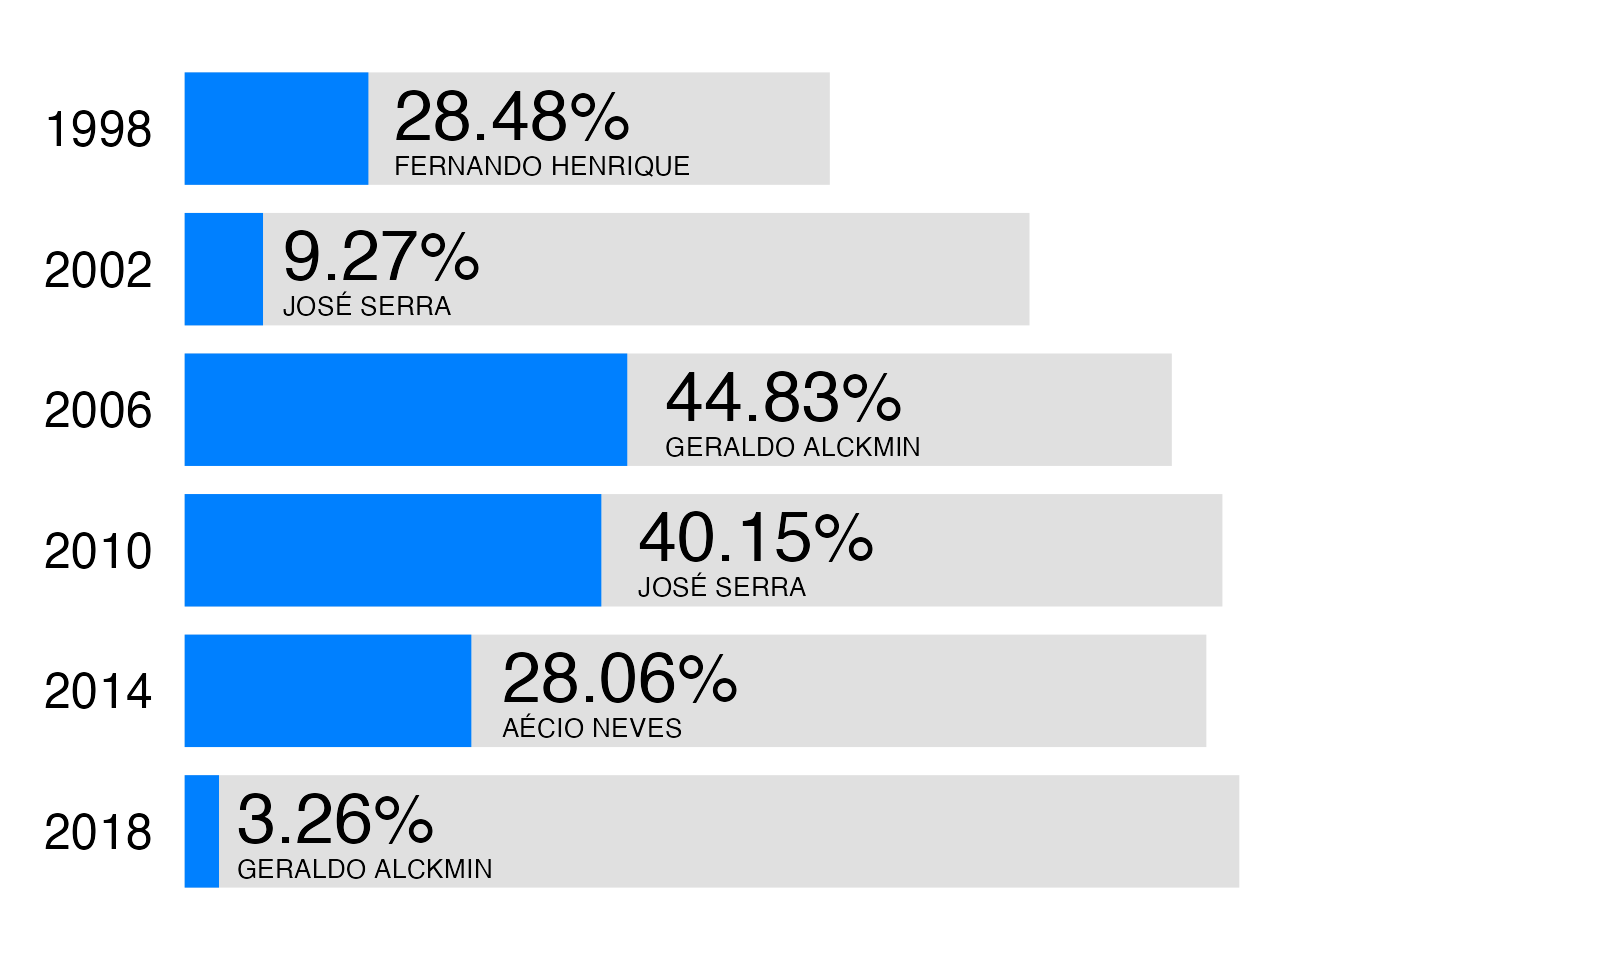 1998
28.48%
FERNANDO HENRIQUE
2002
9.27%
JOSÉ SERRA
2006
44.83%
GERALDO ALCKMIN
2010
40.15%
JOSÉ SERRA
2014
28.06%
AÉCIO NEVES
2018
3.26%
GERALDO ALCKMIN